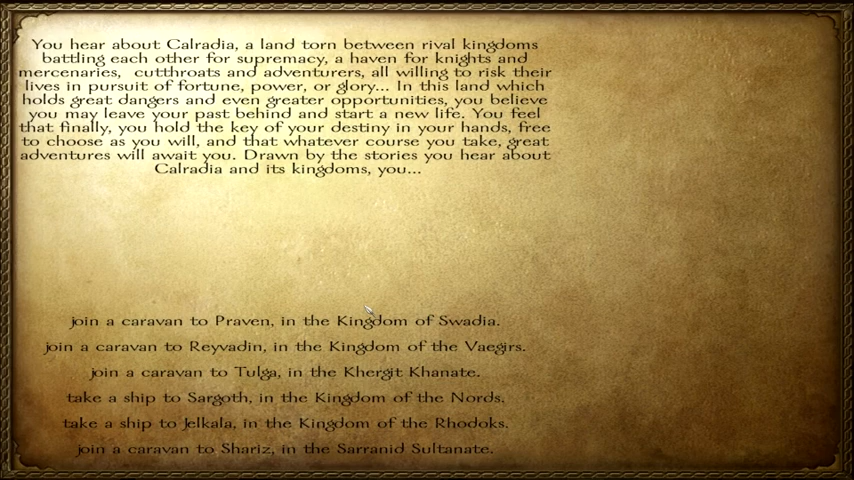 You hear about Calradia, a land torn between rival kingdoms
battling each other for supremacy, a haven for knights and
mercenaries, cutthroats and adventurers, all willing to risk their
lives in pursuit of fortune, power, or glory... In this land which
holds great dangers and even greater opportunities, you believe
you may leave your past behind and start a new life. You feel
that finally, you hold the key of your destiny in your hands, free
to choose as you will, and that whatever course you take, great
adventures will await you. Drawn by the stories you hear about
Calradia and its kingdoms, you...
join a caravan to Praven, in the Kingdom of Swadia.
join a caravan to Reyvadin, in the Kingdom of the Vaegirs.
join a caravan to Tulga, in the Khergit Khanate.
take a ship to Sargoth, in the Kingdom of the Nords.
take a ship to Jelkala, in the Kingdom of the Rhodoks.
join a caravan to Shariz, in the Sarranid Sultanate.